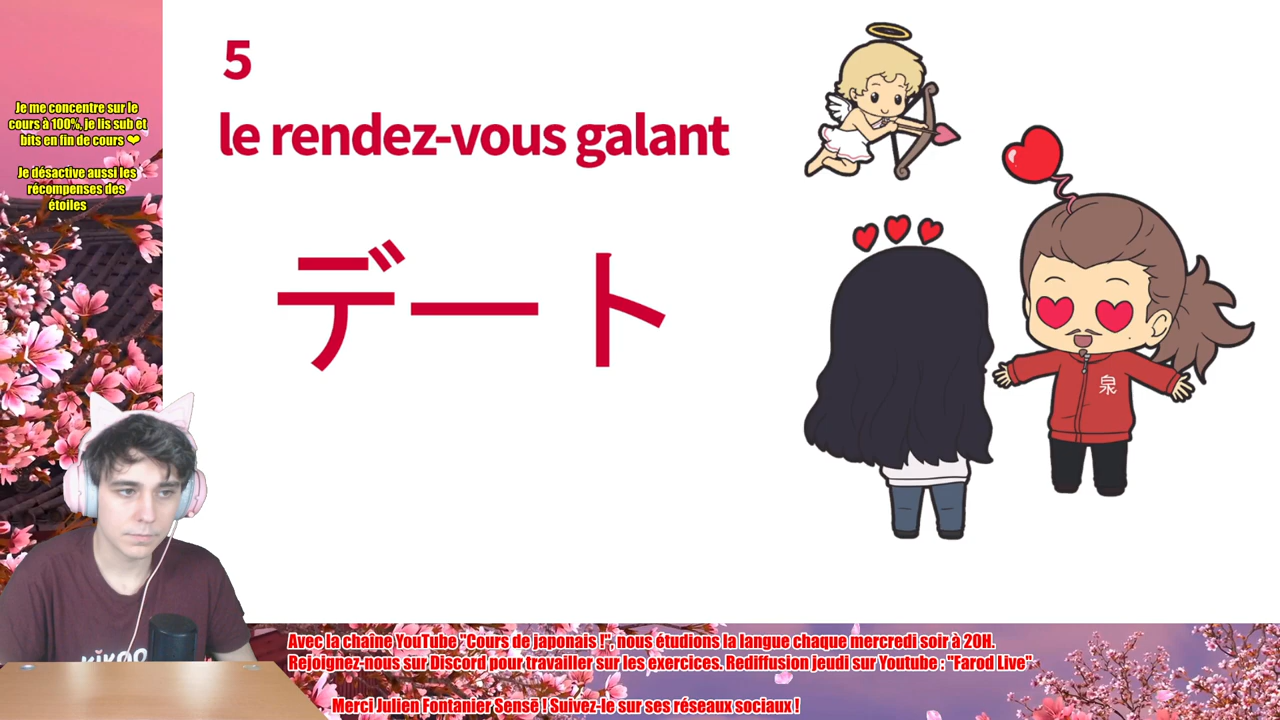 Je me concentre sur le
cours à 100%, je lis sub et
bits en fin de cours ❤
Je désactive aussi les
récompenses des
étoiles
5
le rendez-vous galant
デート
泉
Avec la chaîne YouTube "Cours de japonais !", nous étudions la langue chaque mercredi soir à 20H.
Rejoignez-nous sur Discord pour travailler sur les exercices. Rediffusion jeudi sur Youtube : "Farod Live"
Merci Julien Fontanier Sensē ! Suivez-le sur ses réseaux sociaux !